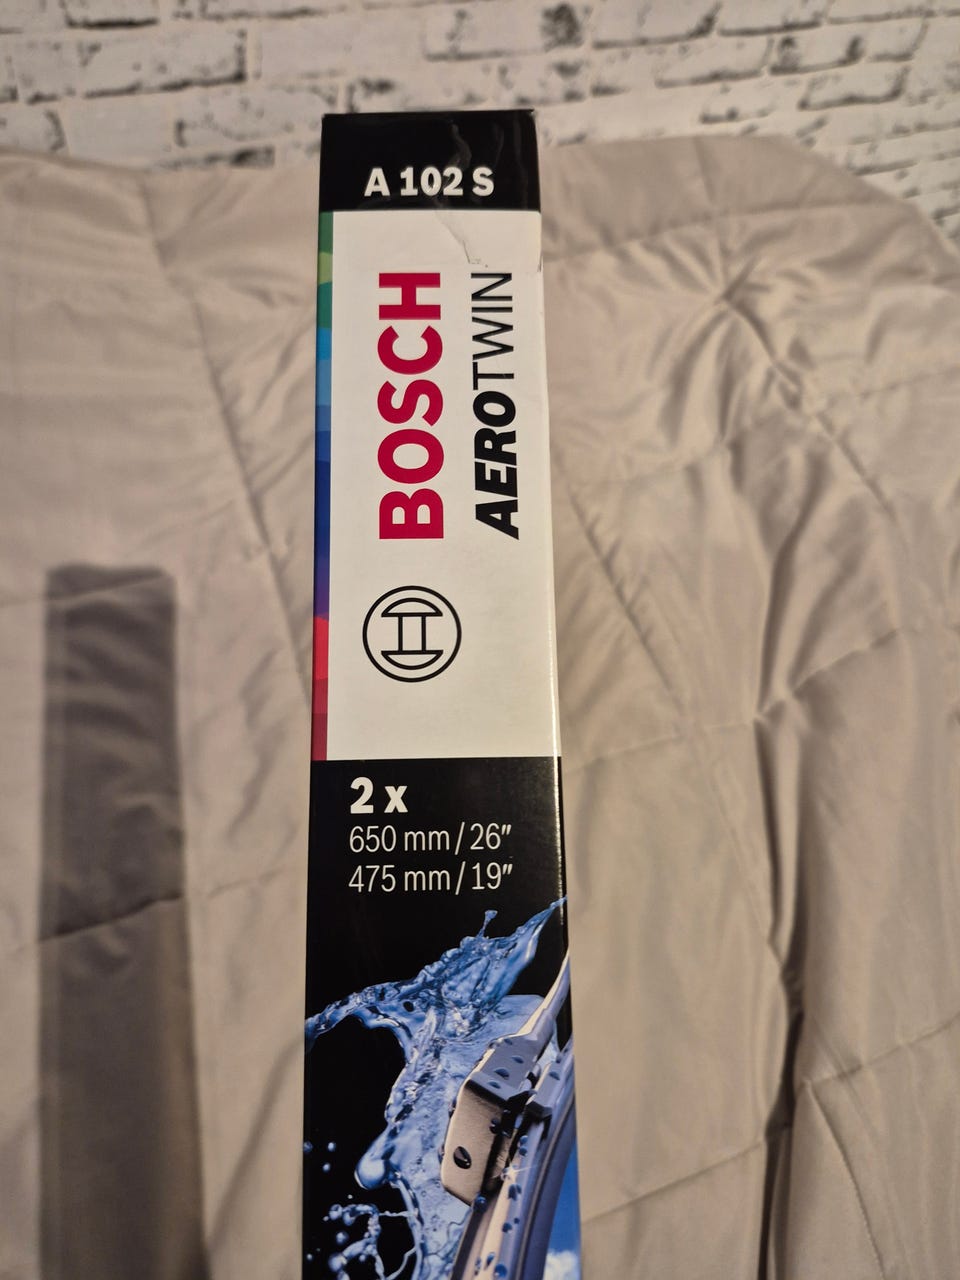 A 102 S
BOSCH
AEROTWIN
2 x
650 mm / 26″
475 mm / 19″